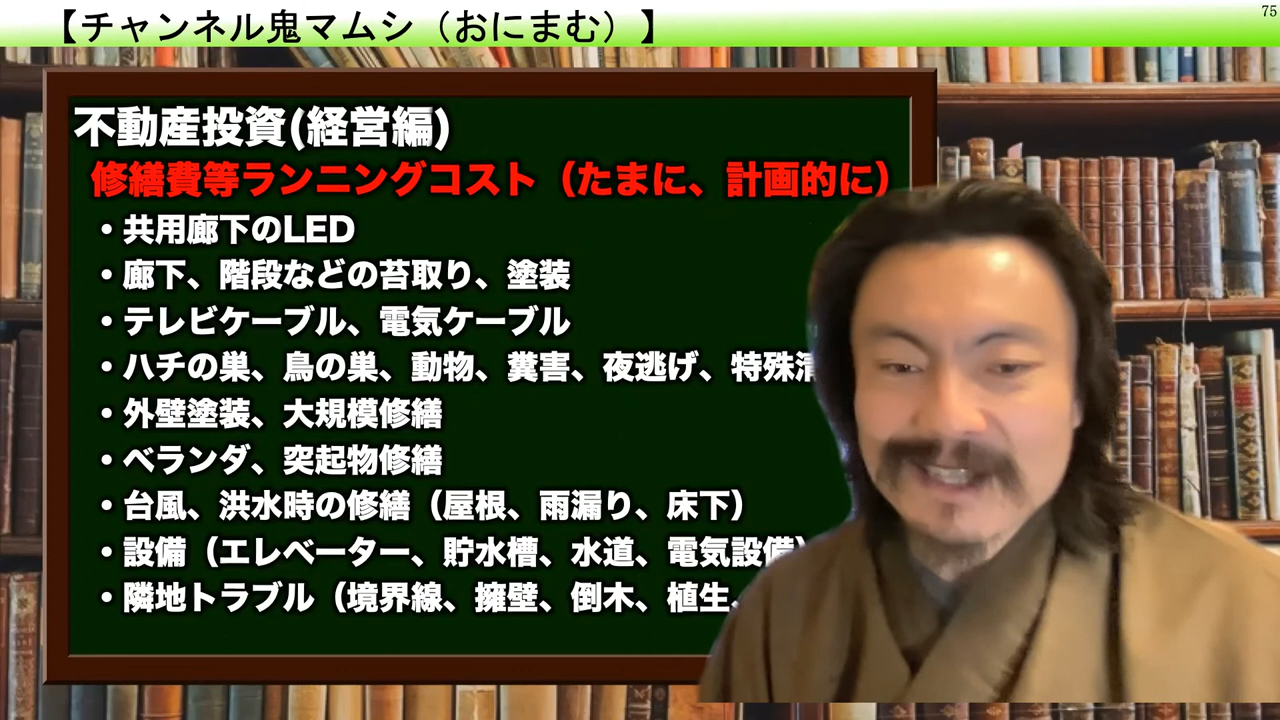 【チャンネル鬼マムシ（おにまむ）】
75
不動産投資(経営編)
修繕費等ランニングコスト（たまに、計画的に）
・共用廊下のLED
・廊下、階段などの苔取り、塗装
・テレビケーブル、電気ケーブル
・ハチの巣、鳥の巣、動物、糞害、夜逃げ、特殊清
・外壁塗装、大規模修繕
・ベランダ、突起物修繕
・台風、洪水時の修繕（屋根、雨漏り、床下）
・設備（エレベーター、貯水槽、水道、電気設備）
・隣地トラブル（境界線、擁壁、倒木、植生、